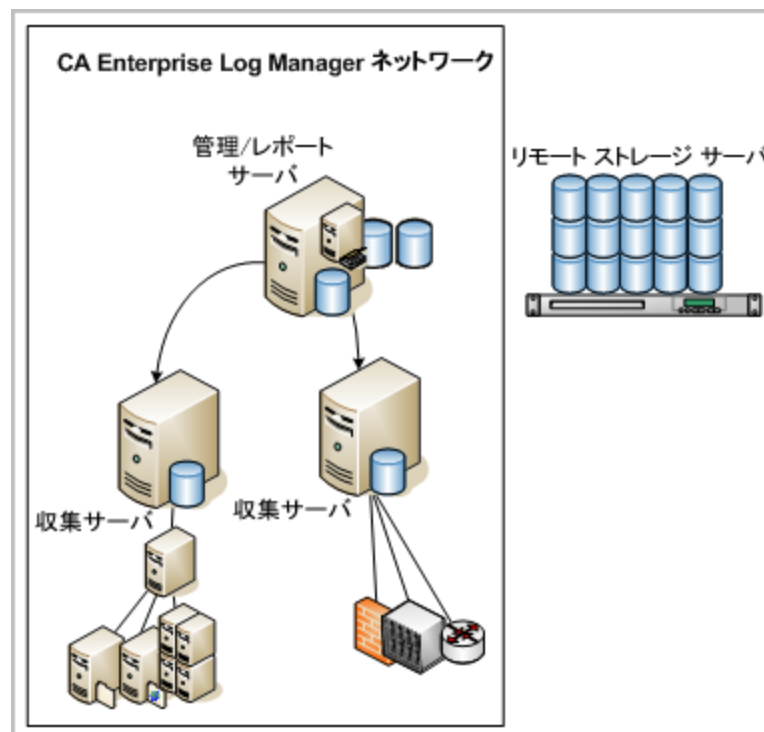 CA Enterprise Log Manager ネットワーク
管理/レポート
サーバ
リモート ストレージ サーバ
収集サーバ
収集サーバ